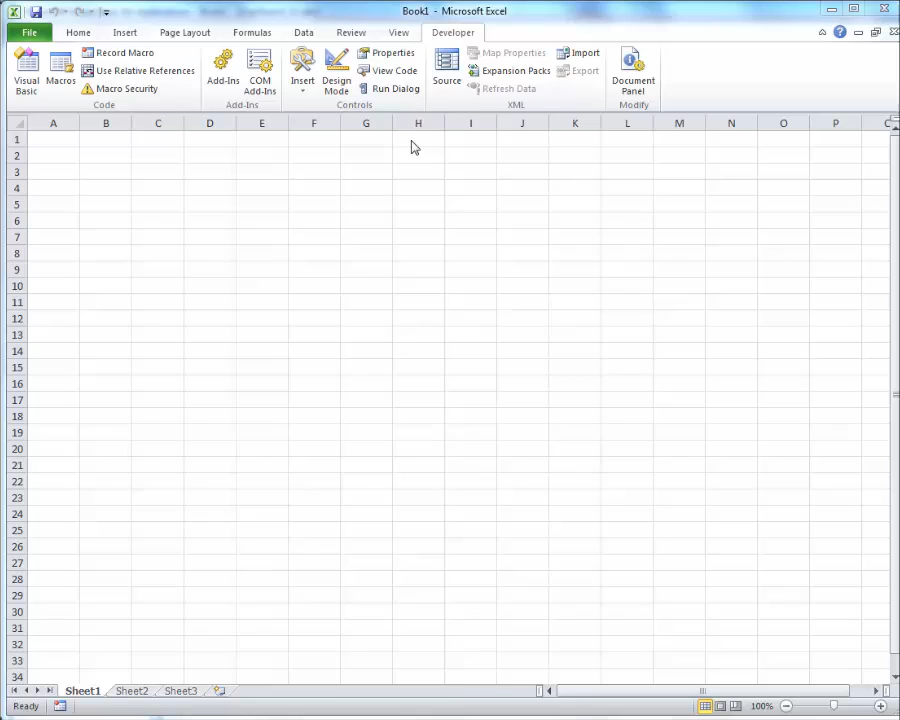 Book1 - Microsoft Excel
File Home Insert Page Layout Formulas Data Review View Developer
Visual Basic
Macros
Record Macro
Use Relative References
Macro Security
Code
Add-Ins
COM Add-Ins
Add-Ins
Insert
Design Mode
Properties
View Code
Run Dialog
Controls
Source
Map Properties
Expansion Packs
Refresh Data
Import
Export
XML
Document Panel
Modify
A B C D E F G H I J K L M N O P
1
2
3
4
5
6
7
8
9
10
11
12
13
14
15
16
17
18
19
20
21
22
23
24
25
26
27
28
29
30
31
32
33
34
Sheet1 Sheet2 Sheet3
Ready 100%